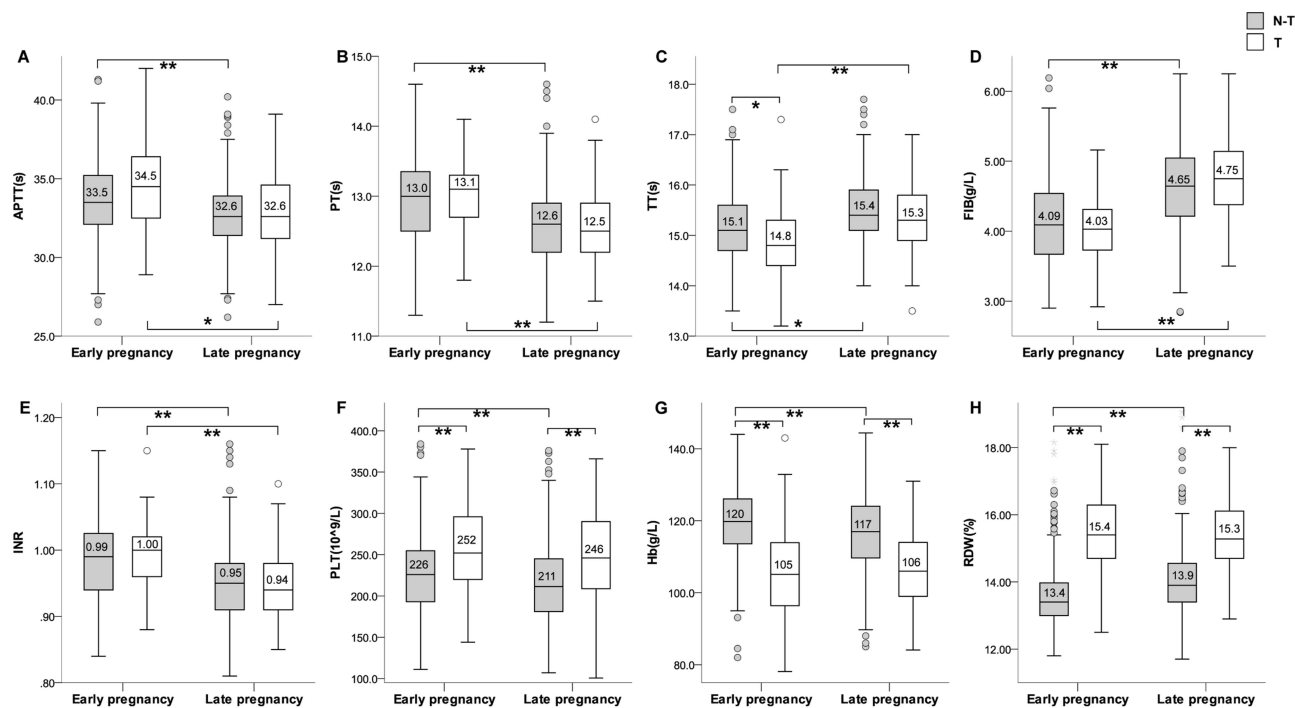 N-T
T
A
**
APTT(s)
40.0
35.0
30.0
25.0
33.5
34.5
32.6
32.6
*
Early pregnancy
Late pregnancy
B
**
PT(s)
15.0
14.0
13.0
12.0
11.0
13.0
13.1
12.6
12.5
**
Early pregnancy
Late pregnancy
C
**
*
TT(s)
18.0
17.0
16.0
15.0
14.0
13.0
15.1
14.8
15.4
15.3
*
Early pregnancy
Late pregnancy
D
**
FIB(g/L)
6.00
5.00
4.00
3.00
4.09
4.03
4.65
4.75
**
Early pregnancy
Late pregnancy
E
**
**
INR
1.20
1.10
1.00
.90
.80
0.99
1.00
0.95
0.94
Early pregnancy
Late pregnancy
F
**
**
**
PLT(10^9/L)
400.0
350.0
300.0
250.0
200.0
150.0
100.0
226
252
211
246
Early pregnancy
Late pregnancy
G
**
**
**
Hb(g/L)
140.0
120.0
100.0
80.0
120
105
117
106
Early pregnancy
Late pregnancy
H
**
**
**
RDW(%)
18.00
16.00
14.00
12.00
13.4
15.4
13.9
15.3
Early pregnancy
Late pregnancy